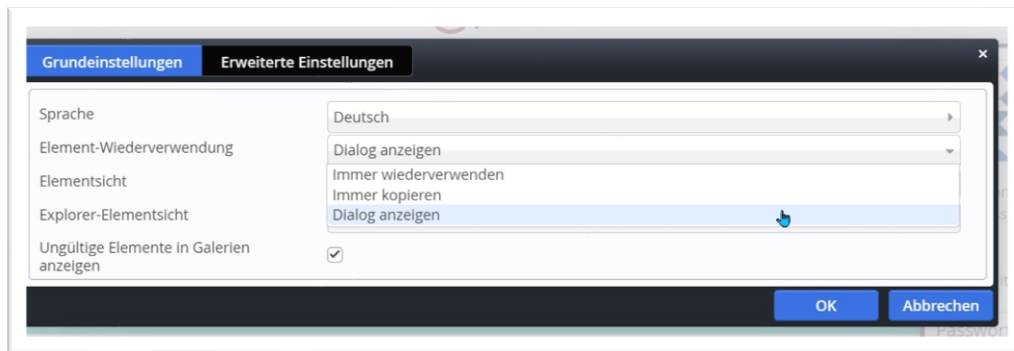 Grundeinstellungen
Erweiterte Einstellungen
×
Sprache
Deutsch
Element-Wiederverwendung
Dialog anzeigen
Elementsicht
Immer wiederverwenden
Immer kopieren
Explorer-Elementsicht
Dialog anzeigen
Ungültige Elemente in Galerien
anzeigen
OK
Abbrechen